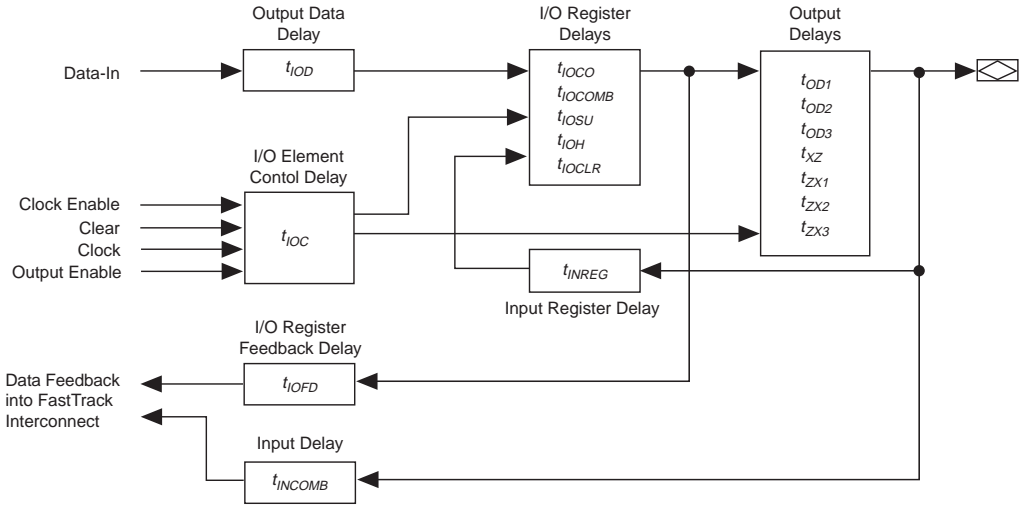 Output Data
Delay
I/O Register
Delays
Output
Delays
Data-In
tIOD
tIOCO
tIOCOMB
tIOSU
tIOH
tIOCLR
tOD1
tOD2
tOD3
tXZ
tZX1
tZX2
tZX3
I/O Element
Contol Delay
Clock Enable
Clear
Clock
Output Enable
tIOC
tINREG
Input Register Delay
I/O Register
Feedback Delay
Data Feedback
into FastTrack
Interconnect
tIOFD
Input Delay
tINCOMB